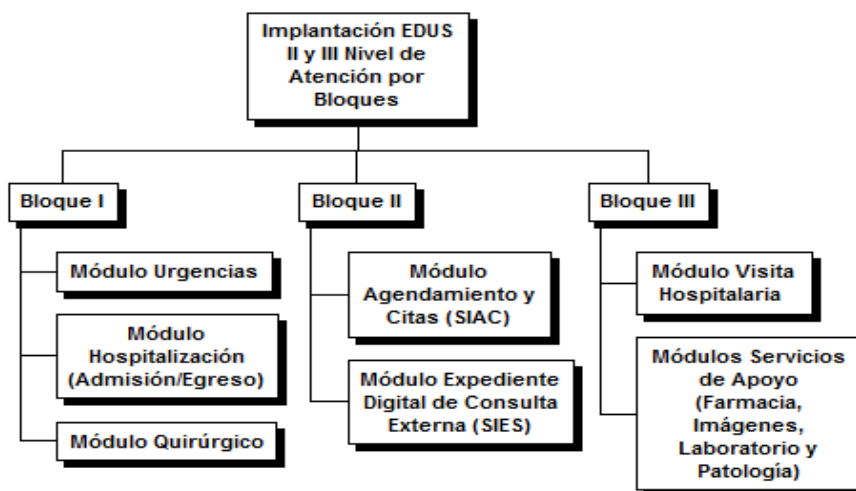 Implantación EDUS
II y III Nivel de
Atención por
Bloques
Bloque I
Módulo Urgencias
Módulo
Hospitalización
(Admisión/Egreso)
Módulo Quirúrgico
Bloque II
Módulo
Agendamiento y
Citas (SIAC)
Módulo Expediente
Digital de Consulta
Externa (SIES)
Bloque III
Módulo Visita
Hospitalaria
Módulos Servicios
de Apoyo
(Farmacia,
Imágenes,
Laboratorio y
Patología)